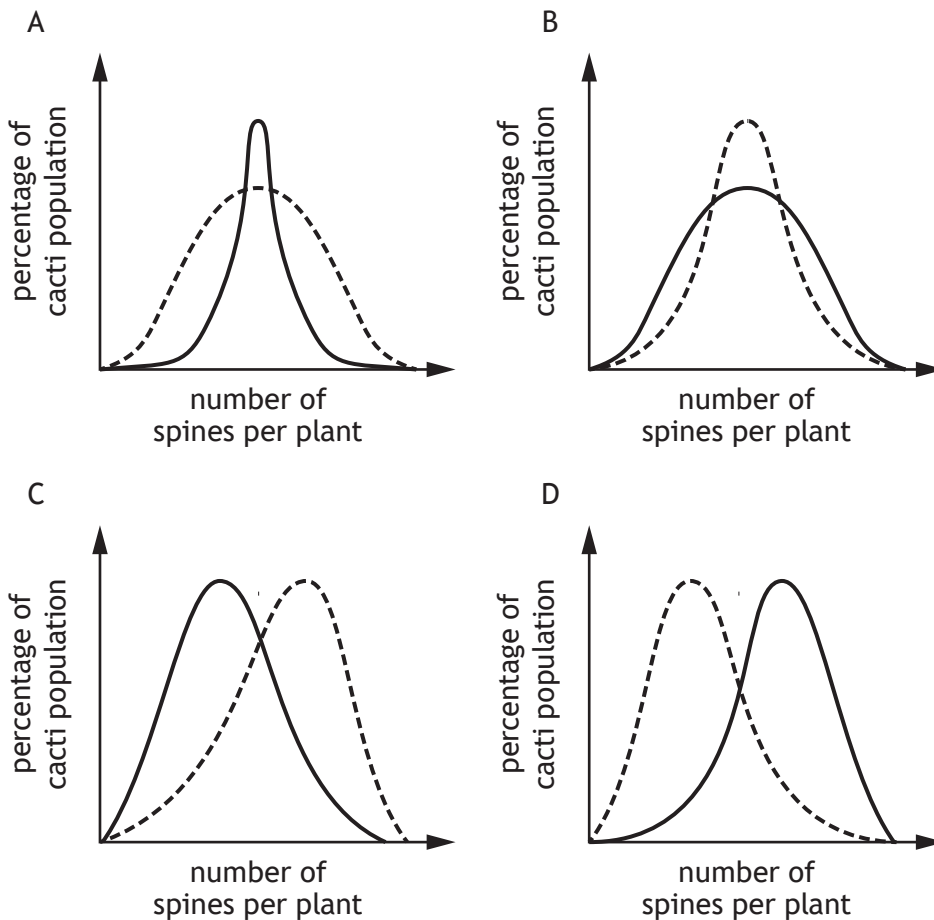 A
B
percentage of
cacti population
number of
spines per plant
percentage of
cacti population
number of
spines per plant
C
D
percentage of
cacti population
number of
spines per plant
percentage of
cacti population
number of
spines per plant